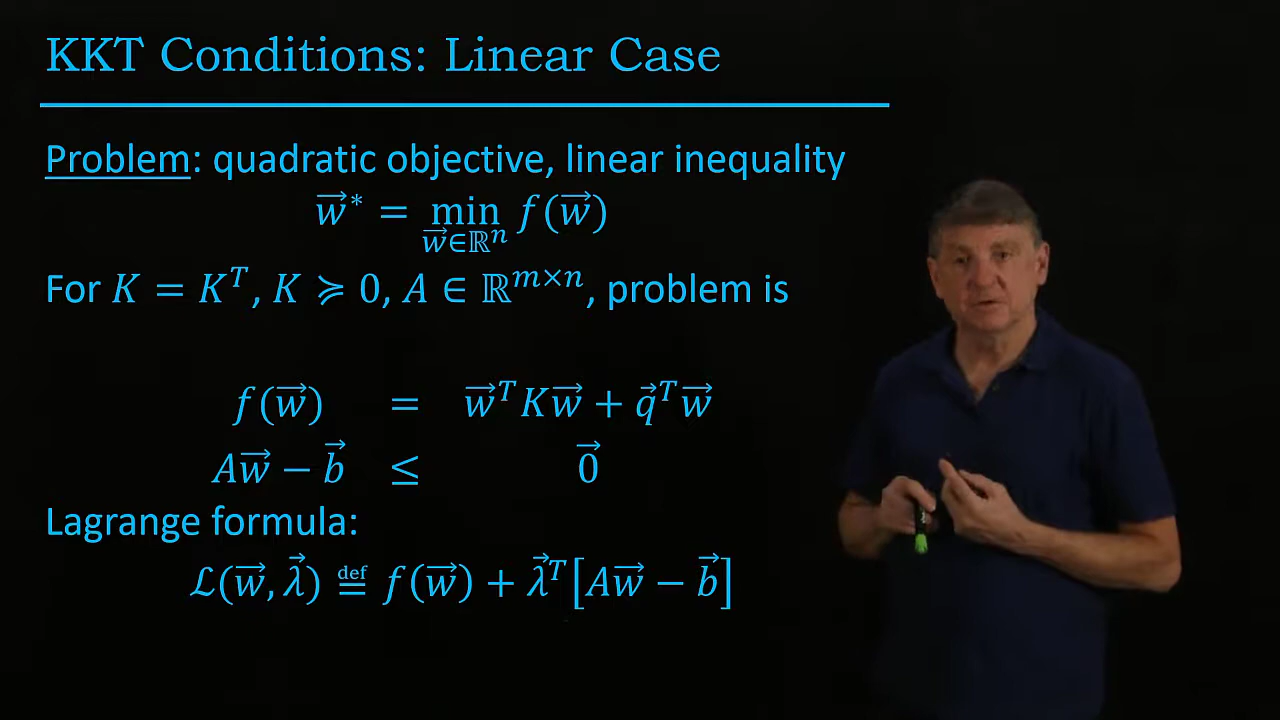 KKT Conditions: Linear Case
Problem: quadratic objective, linear inequality
w⃗* = min f(w⃗)
w⃗∈ℝⁿ
For K = Kᵀ, K ≽ 0, A ∈ ℝᵐˣⁿ, problem is
f(w⃗) = w⃗ᵀKw⃗ + q⃗ᵀw⃗
Aw⃗ − b⃗ ≤ 0⃗
Lagrange formula:
ℒ(w⃗, λ⃗) ≝ f(w⃗) + λ⃗ᵀ[Aw⃗ − b⃗]